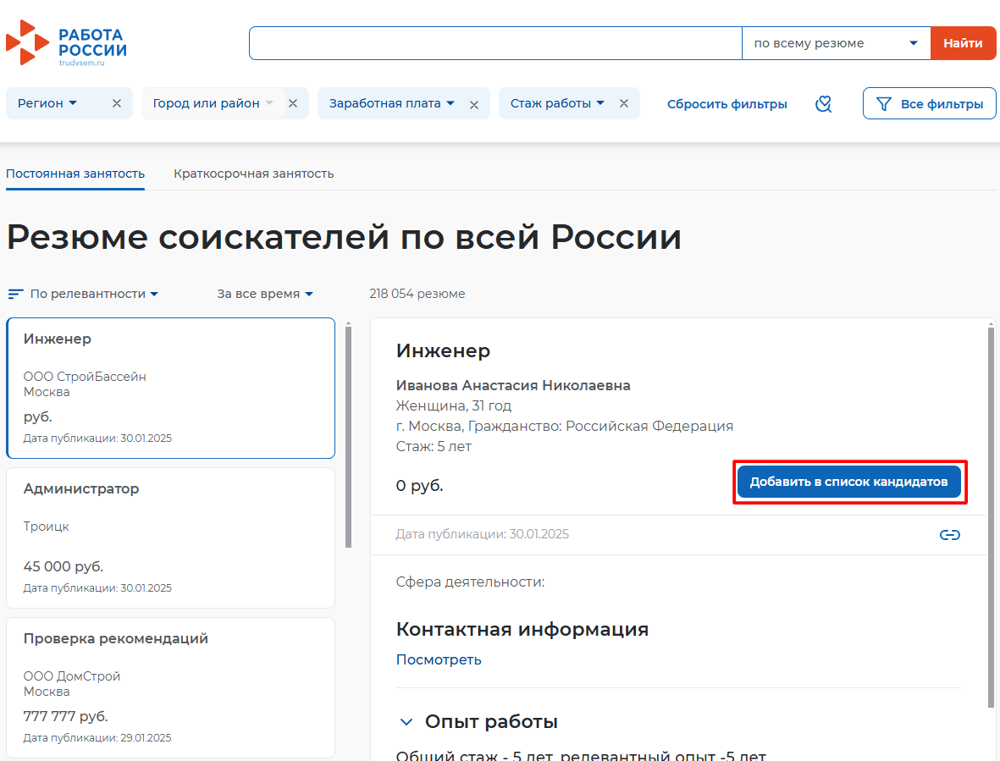 РАБОТА
РОССИИ
trudvsem.ru
по всему резюме
Найти
Регион
Город или район
Заработная плата
Стаж работы
Сбросить фильтры
Все фильтры
Постоянная занятость
Краткосрочная занятость
Резюме соискателей по всей России
По релевантности
За все время
218 054 резюме
Инженер
ООО СтройБассейн
Москва
руб.
Дата публикации: 30.01.2025
Администратор
Троицк
45 000 руб.
Дата публикации: 30.01.2025
Проверка рекомендаций
ООО ДомСтрой
Москва
777 777 руб.
Дата публикации: 29.01.2025
Инженер
Иванова Анастасия Николаевна
Женщина, 31 год
г. Москва, Гражданство: Российская Федерация
Стаж: 5 лет
0 руб.
Добавить в список кандидатов
Дата публикации: 30.01.2025
Сфера деятельности:
Контактная информация
Посмотреть
Опыт работы
Общий стаж - 5 лет, релевантный опыт -5 лет